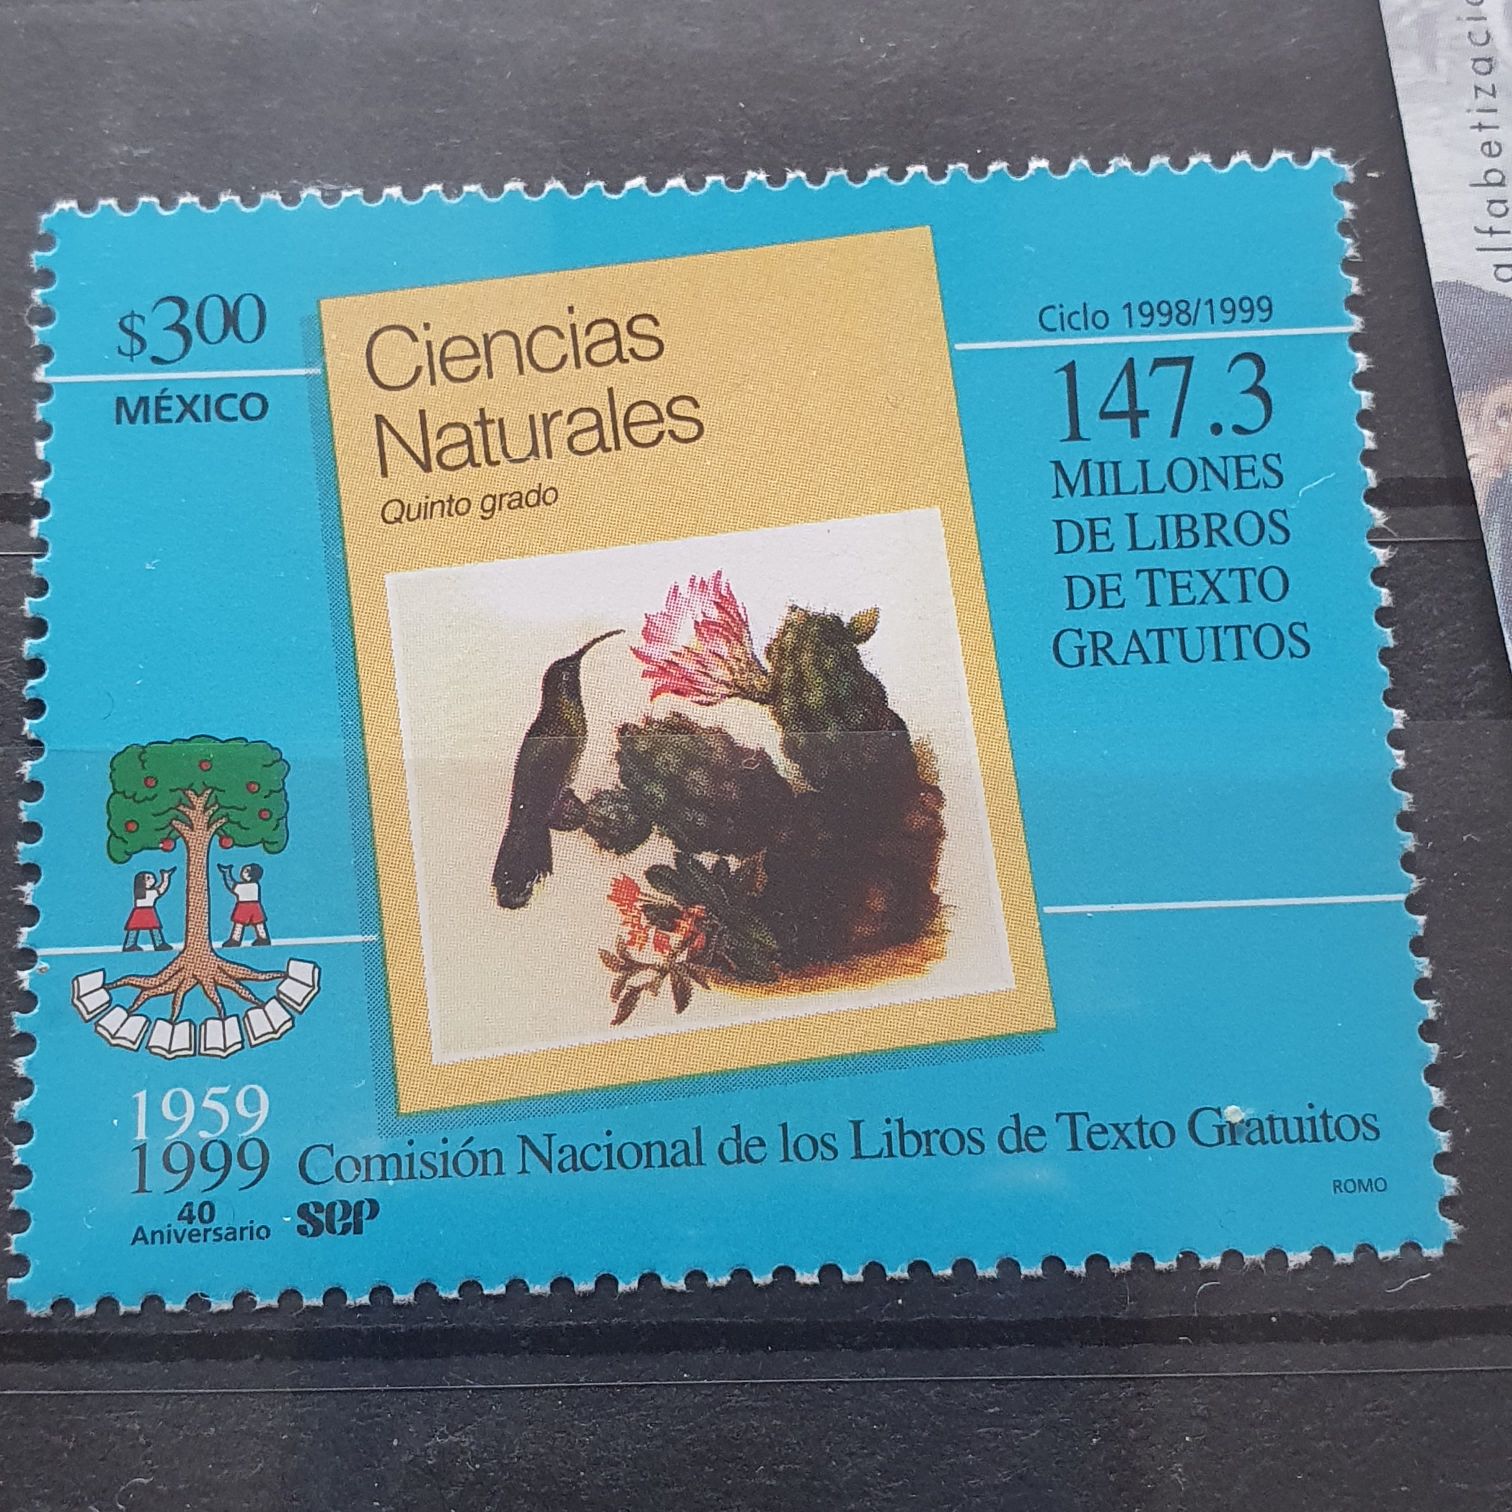 $3.00
MÉXICO
Ciencias
Naturales
Quinto grado
Ciclo 1998/1999
147.3
MILLONES
DE LIBROS
DE TEXTO
GRATUITOS
1959
1999
40
Aniversario
Comisión Nacional de los Libros de Texto Gratuitos
SEP
ROMO
alfabetizació